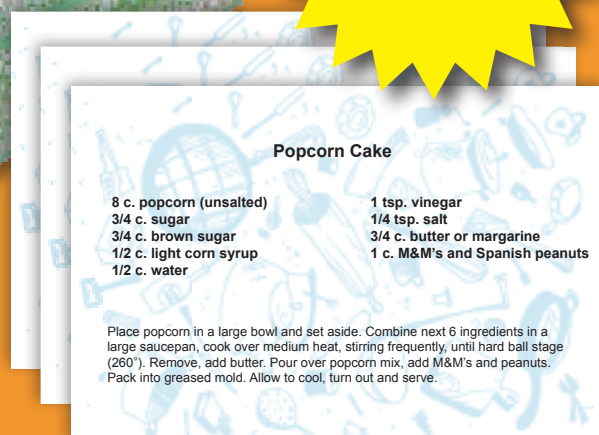 Popcorn Cake
8 c. popcorn (unsalted)
3/4 c. sugar
3/4 c. brown sugar
1/2 c. light corn syrup
1/2 c. water
1 tsp. vinegar
1/4 tsp. salt
3/4 c. butter or margarine
1 c. M&M's and Spanish peanuts
Place popcorn in a large bowl and set aside. Combine next 6 ingredients in a
large saucepan, cook over medium heat, stirring frequently, until hard ball stage
(260°). Remove, add butter. Pour over popcorn mix, add M&M's and peanuts.
Pack into greased mold. Allow to cool, turn out and serve.